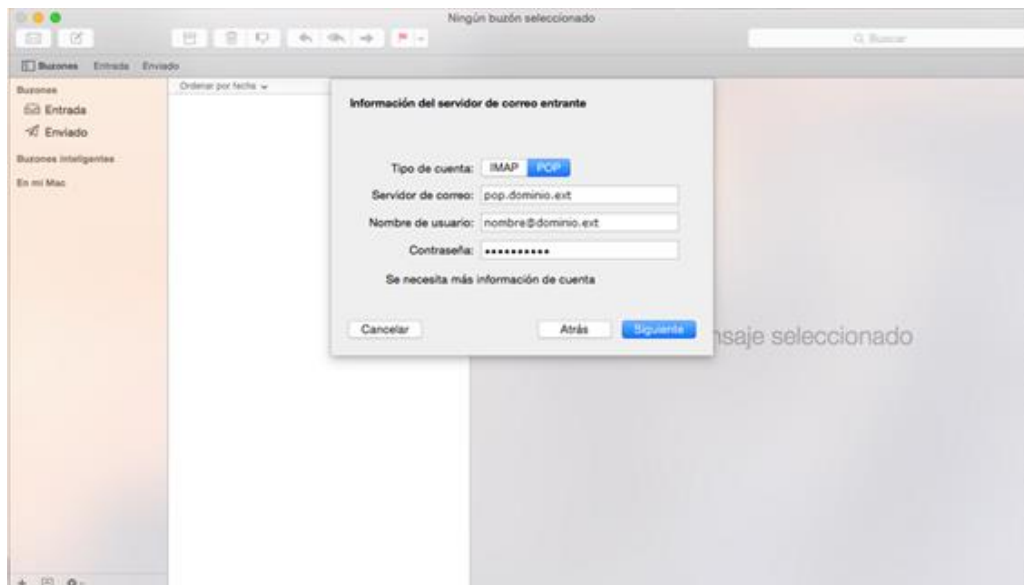 Ningún buzón seleccionado
Buscar
Buzones Entrada Enviado
Buzones
Entrada
Enviado
Buzones inteligentes
En mi Mac
Ordenar por fecha
Información del servidor de correo entrante
Tipo de cuenta: IMAP POP
Servidor de correo: pop.dominio.ext
Nombre de usuario: nombre@dominio.ext
Contraseña: ••••••••••
Se necesita más información de cuenta
Cancelar Atrás Siguiente
nsaje seleccionado